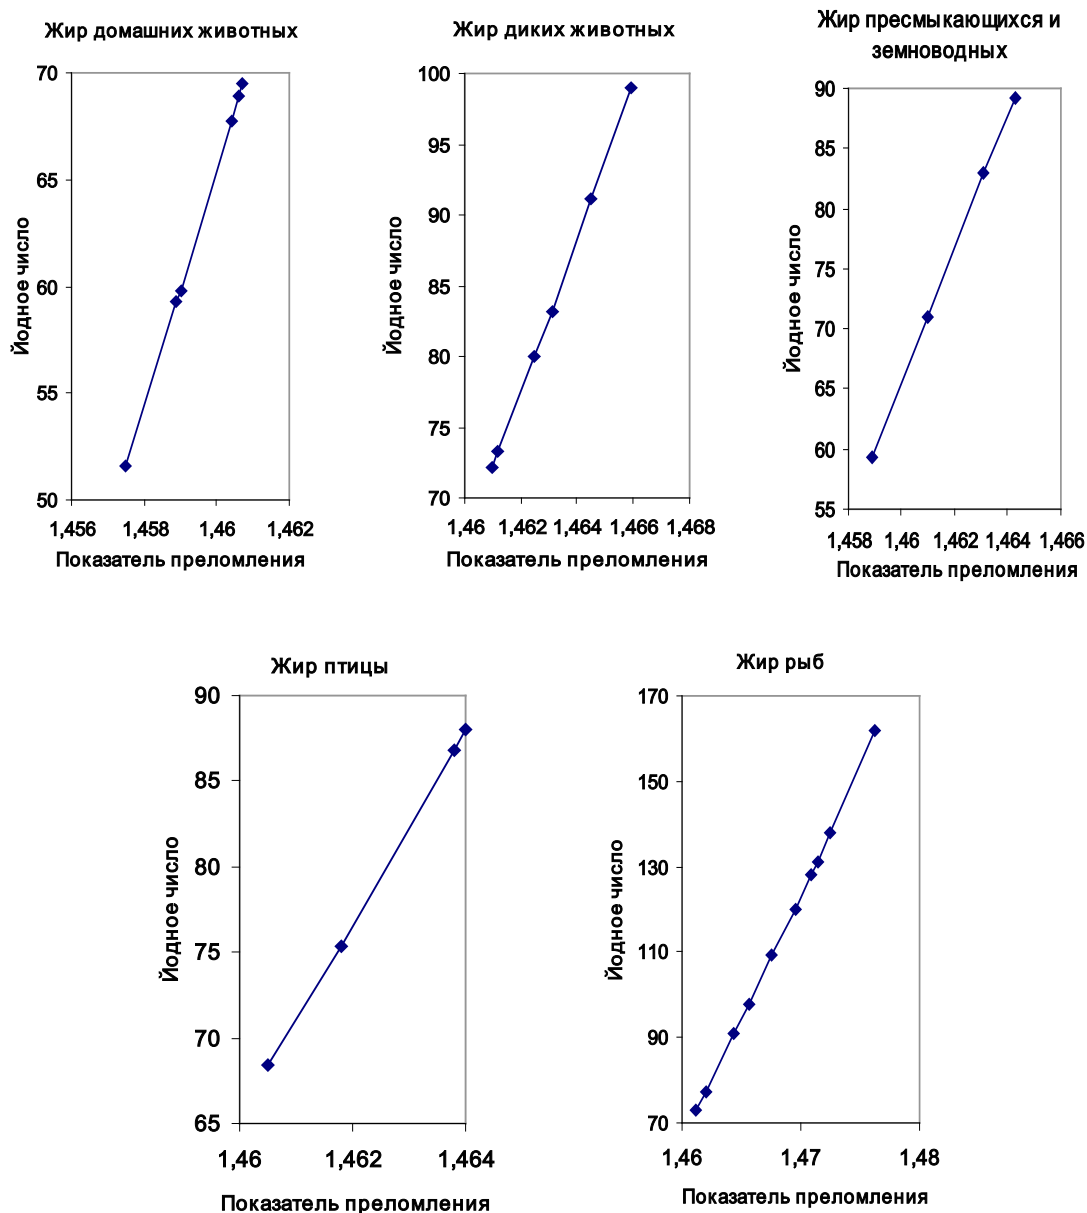 Жир домашних животных
70
65
60
55
50
Йодное число
1,456 1,458 1,46 1,462
Показатель преломления
Жир диких животных
100
95
90
85
80
75
70
Йодное число
1,46 1,462 1,464 1,466 1,468
Показатель преломления
Жир пресмыкающихся и
земноводных
90
85
80
75
70
65
60
55
Йодное число
1,458 1,46 1,462 1,464 1,466
Показатель преломления
Жир птицы
90
85
80
75
70
65
Йодное число
1,46 1,462 1,464
Показатель преломления
Жир рыб
170
150
130
110
90
70
Йодное число
1,46 1,47 1,48
Показатель преломления